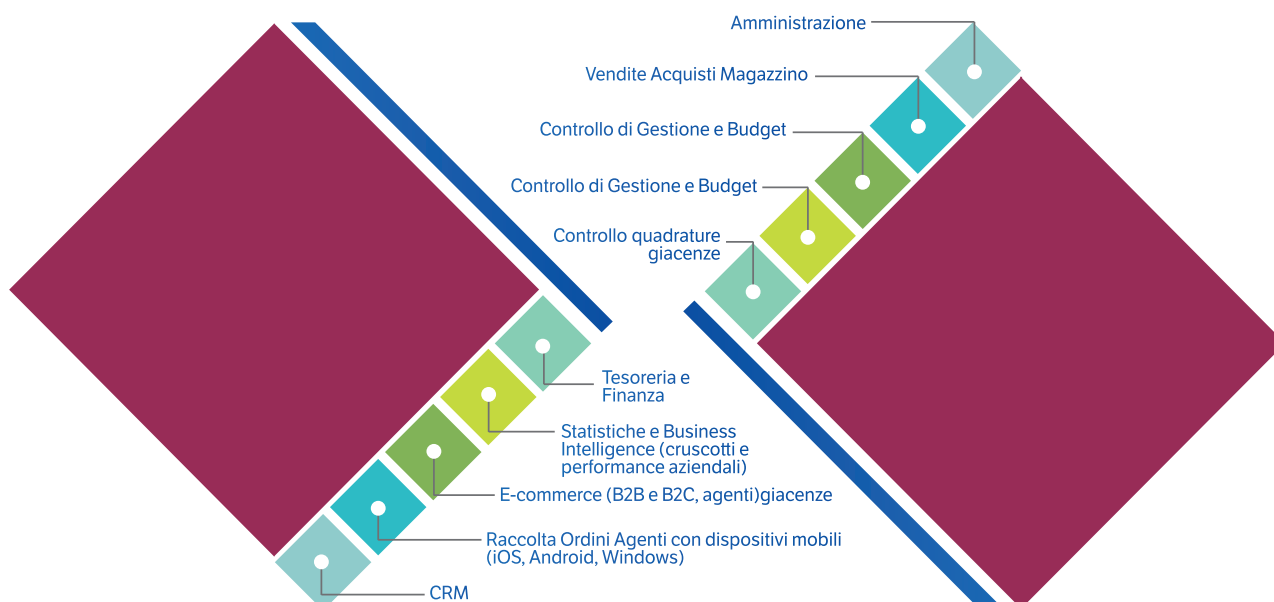 Amministrazione
Vendite Acquisti Magazzino
Controllo di Gestione e Budget
Controllo di Gestione e Budget
Controllo quadrature
giacenze
Tesoreria e
Finanza
Statistiche e Business
Intelligence (cruscotti e
performance aziendali)
E-commerce (B2B e B2C, agenti)giacenze
Raccolta Ordini Agenti con dispositivi mobili
(iOS, Android, Windows)
CRM